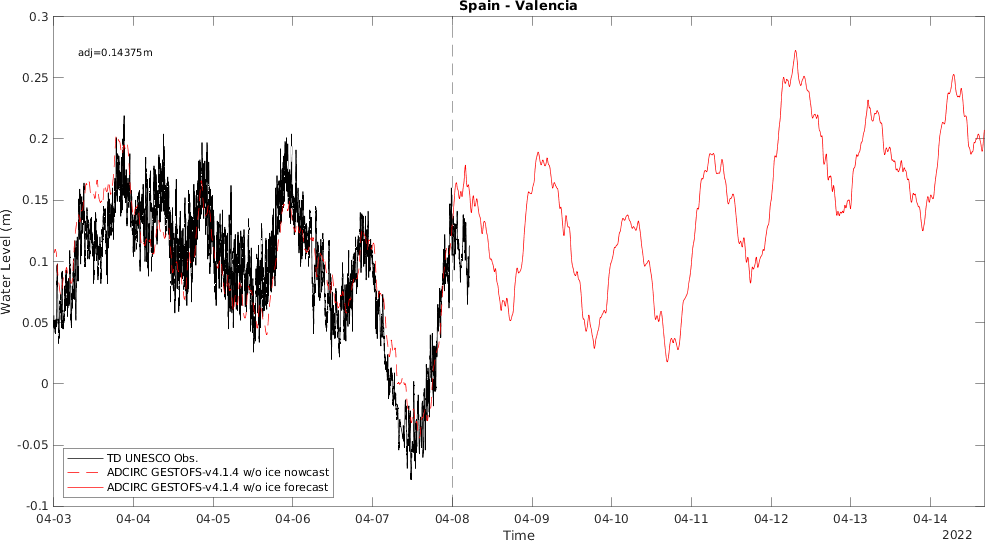 Spain - Valencia
adj=0.14375m
0.3
0.25
0.2
0.15
0.1
0.05
0
-0.05
-0.1
Water Level (m)
TD UNESCO Obs.
ADCIRC GESTOFS-v4.1.4 w/o ice nowcast
ADCIRC GESTOFS-v4.1.4 w/o ice forecast
04-03 04-04 04-05 04-06 04-07 04-08 04-09 04-10 04-11 04-12 04-13 04-14
Time
2022